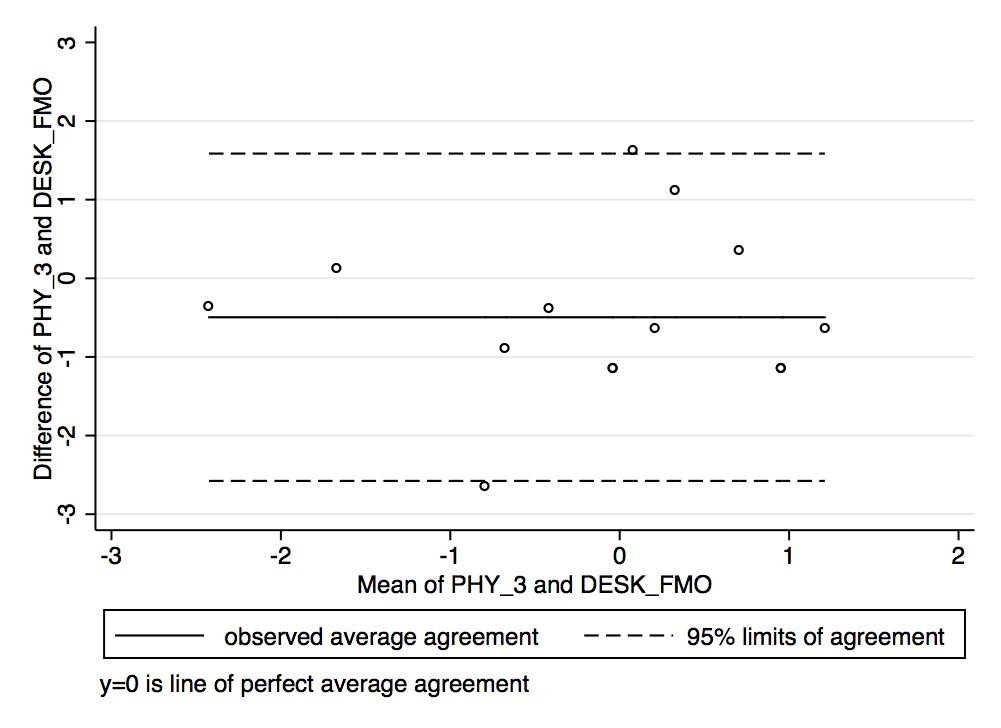 Difference of PHY_3 and DESK_FMO
3
2
1
0
-1
-2
-3
-3 -2 -1 0 1 2
Mean of PHY_3 and DESK_FMO
observed average agreement 95% limits of agreement
y=0 is line of perfect average agreement